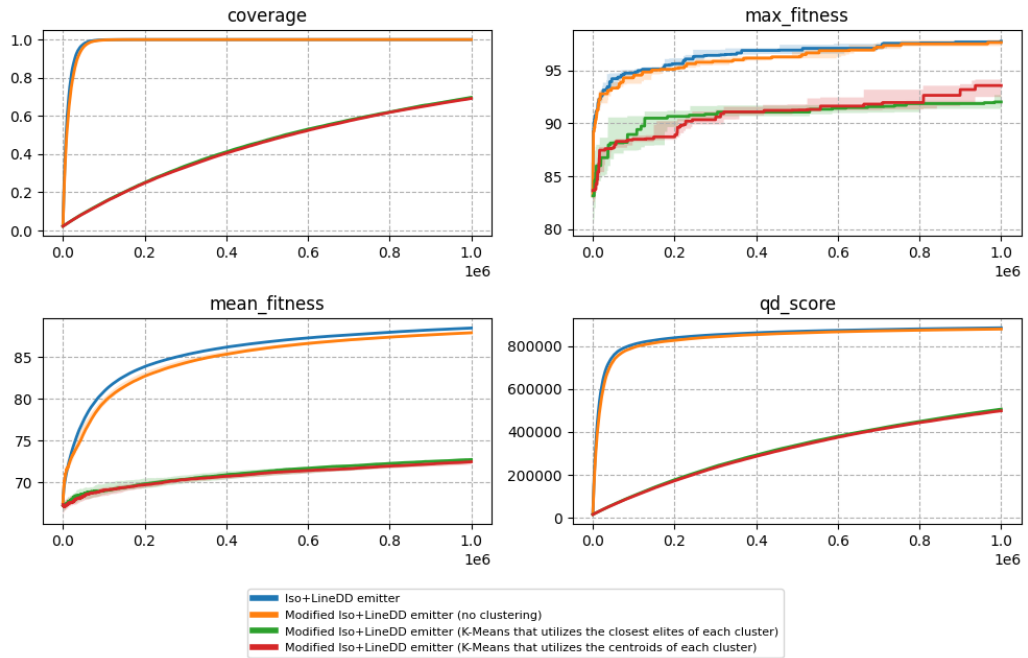 coverage
max_fitness
1.0
0.8
0.6
0.4
0.2
0.0
95
90
85
80
0.0 0.2 0.4 0.6 0.8 1.0
1e6
0.0 0.2 0.4 0.6 0.8 1.0
1e6
mean_fitness
qd_score
85
80
75
70
800000
600000
400000
200000
0
0.0 0.2 0.4 0.6 0.8 1.0
1e6
0.0 0.2 0.4 0.6 0.8 1.0
1e6
Iso+LineDD emitter
Modified Iso+LineDD emitter (no clustering)
Modified Iso+LineDD emitter (K-Means that utilizes the closest elites of each cluster)
Modified Iso+LineDD emitter (K-Means that utilizes the centroids of each cluster)